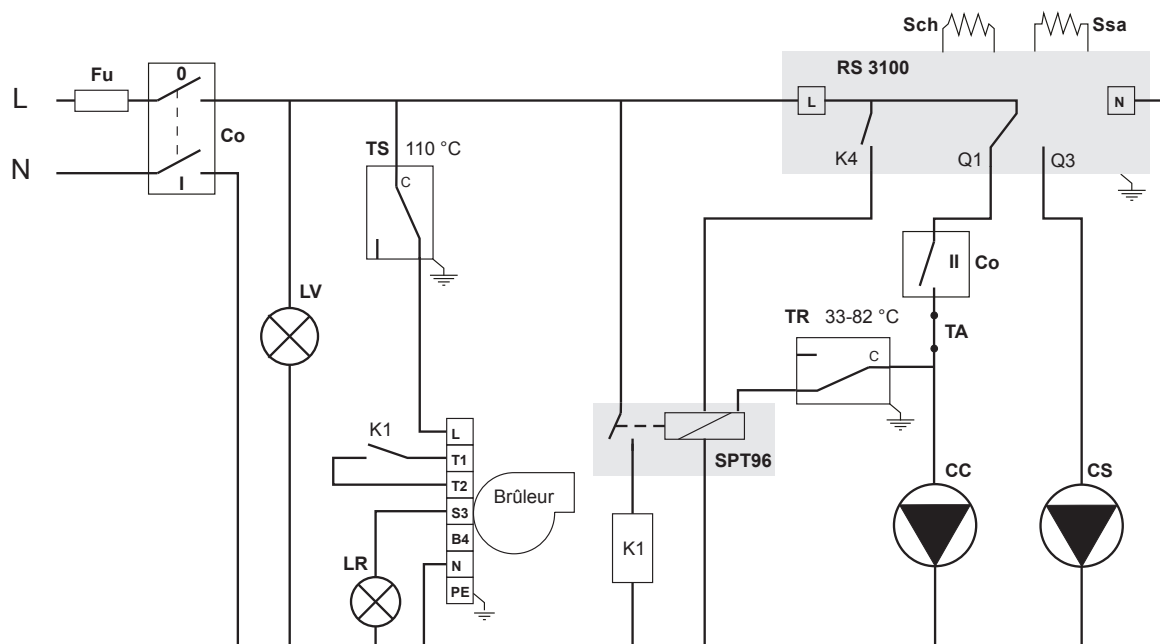 Sch
Ssa
RS 3100
Fu
0
L
L
N
Co
TS 110 °C
K4
Q1
Q3
N
I
C
II
Co
LV
TR 33-82 °C
TA
C
K1
L
T1
SPT96
T2
CC
CS
Brûleur
S3
B4
K1
LR
N
PE